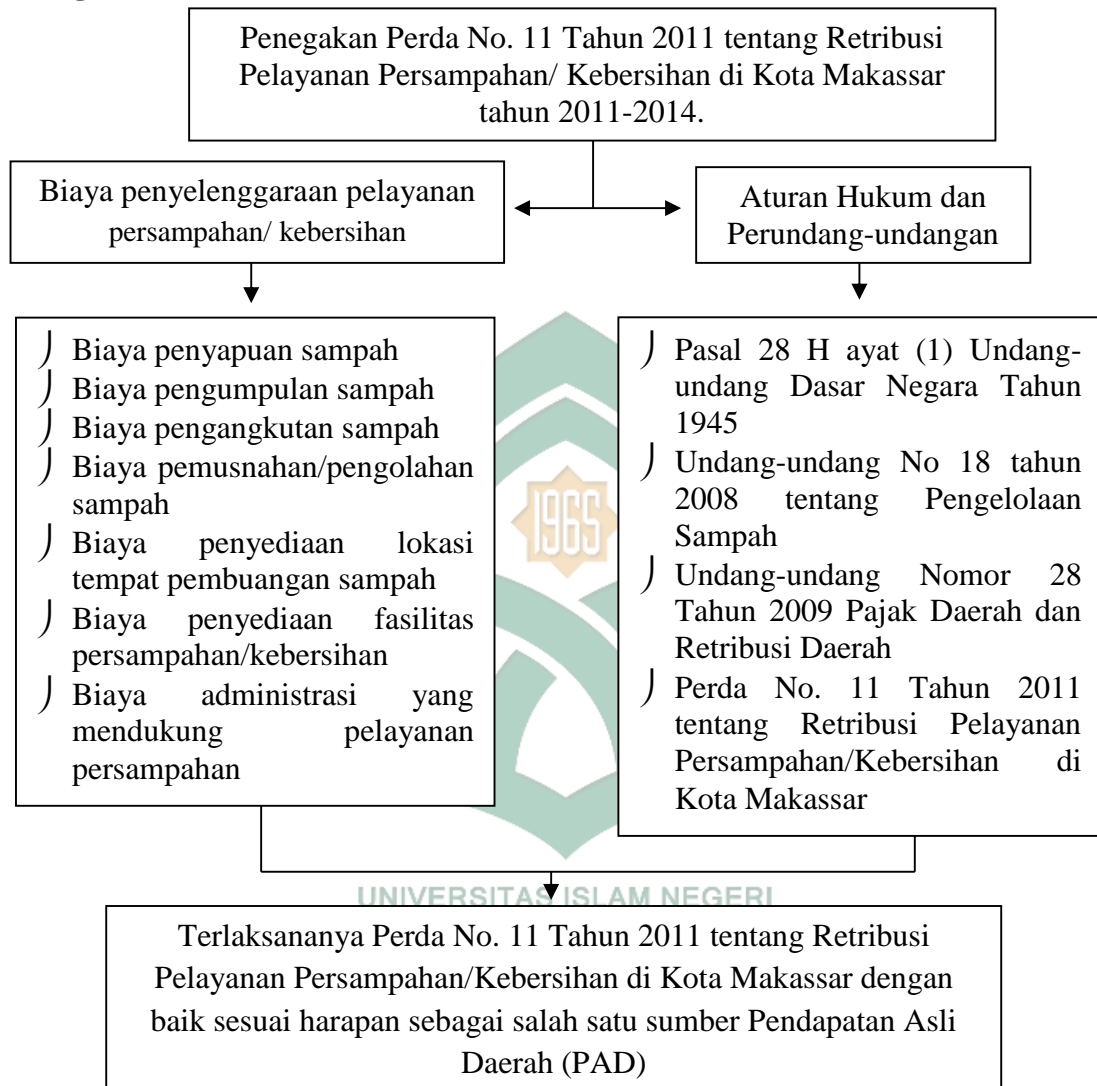 Penegakan Perda No. 11 Tahun 2011 tentang Retribusi
Pelayanan Persampahan/ Kebersihan di Kota Makassar
tahun 2011-2014.
Biaya penyelenggaraan pelayanan
persampahan/ kebersihan
Aturan Hukum dan
Perundang-undangan
Biaya penyapuan sampah
Biaya pengumpulan sampah
Biaya pengangkutan sampah
Biaya pemusnahan/pengolahan
sampah
Biaya penyediaan lokasi
tempat pembuangan sampah
Biaya penyediaan fasilitas
persampahan/kebersihan
Biaya administrasi yang
mendukung pelayanan
persampahan
Pasal 28 H ayat (1) Undang-
undang Dasar Negara Tahun
1945
Undang-undang No 18 tahun
2008 tentang Pengelolaan
Sampah
Undang-undang Nomor 28
Tahun 2009 Pajak Daerah dan
Retribusi Daerah
Perda No. 11 Tahun 2011
tentang Retribusi Pelayanan
Persampahan/Kebersihan di
Kota Makassar
1965
UNIVERSITAS ISLAM NEGERI
Terlaksananya Perda No. 11 Tahun 2011 tentang Retribusi
Pelayanan Persampahan/Kebersihan di Kota Makassar dengan
baik sesuai harapan sebagai salah satu sumber Pendapatan Asli
Daerah (PAD)